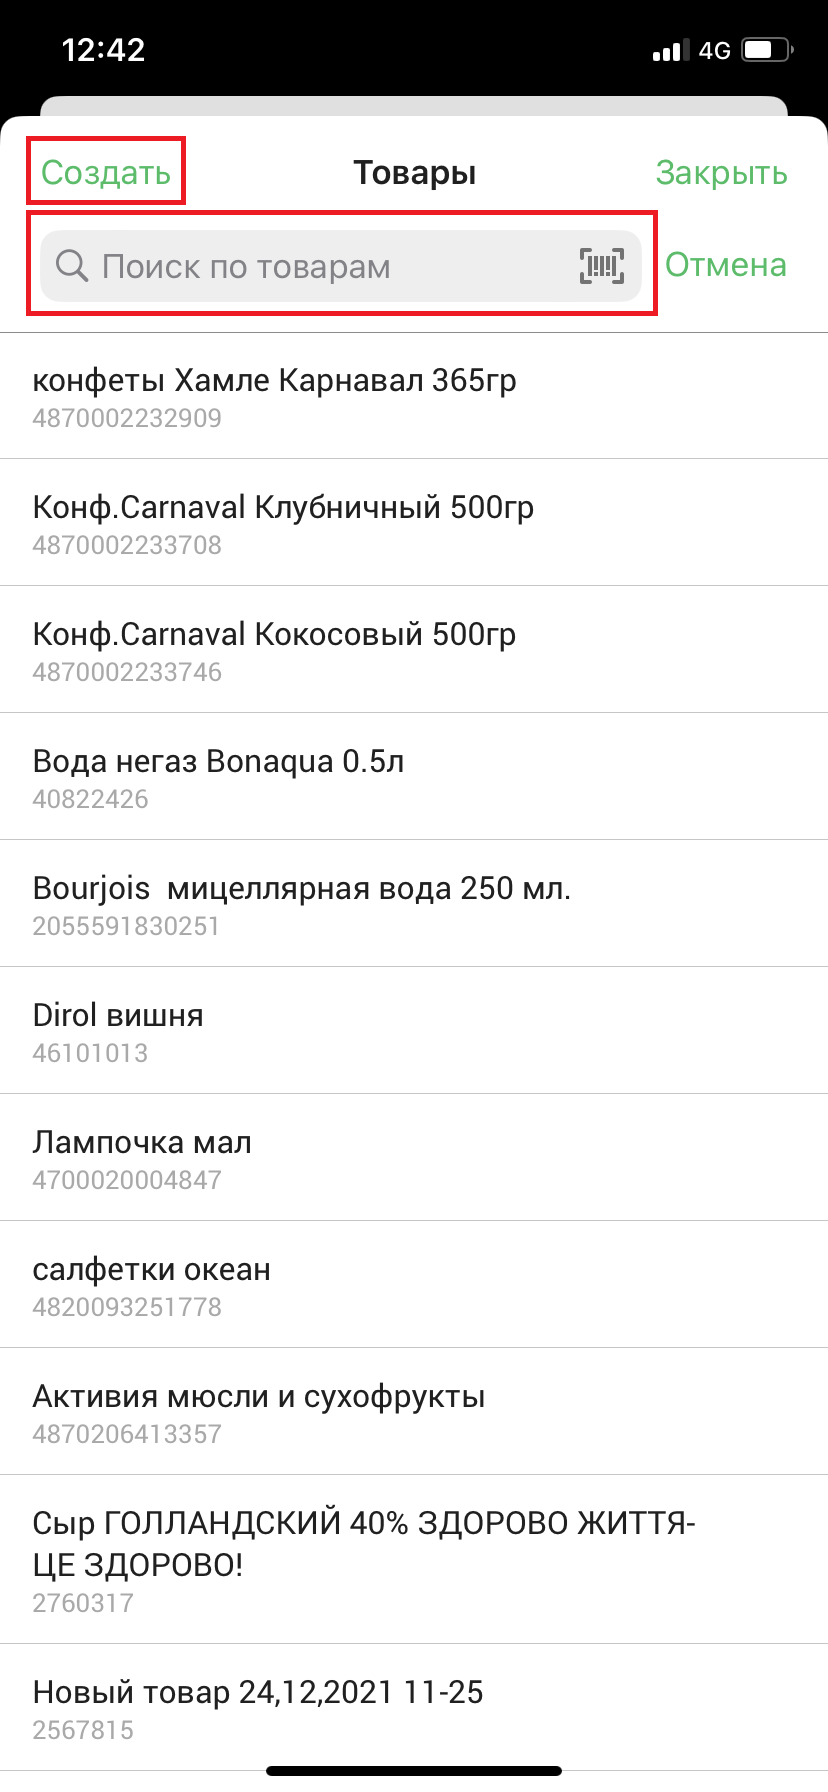 12:42
4G
Создать
Товары
Закрыть
Поиск по товарам
Отмена
конфеты Хамле Карнавал 365гр
4870002232909
Конф.Carnaval Клубничный 500гр
4870002233708
Конф.Carnaval Кокосовый 500гр
4870002233746
Вода негаз Bonaqua 0.5л
40822426
Bourjois  мицеллярная вода 250 мл.
2055591830251
Dirol вишня
46101013
Лампочка мал
4700020004847
салфетки океан
4820093251778
Активия мюсли и сухофрукты
4870206413357
Сыр ГОЛЛАНДСКИЙ 40% ЗДОРОВО ЖИТТЯ-
ЦЕ ЗДОРОВО!
2760317
Новый товар 24,12,2021 11-25
2567815